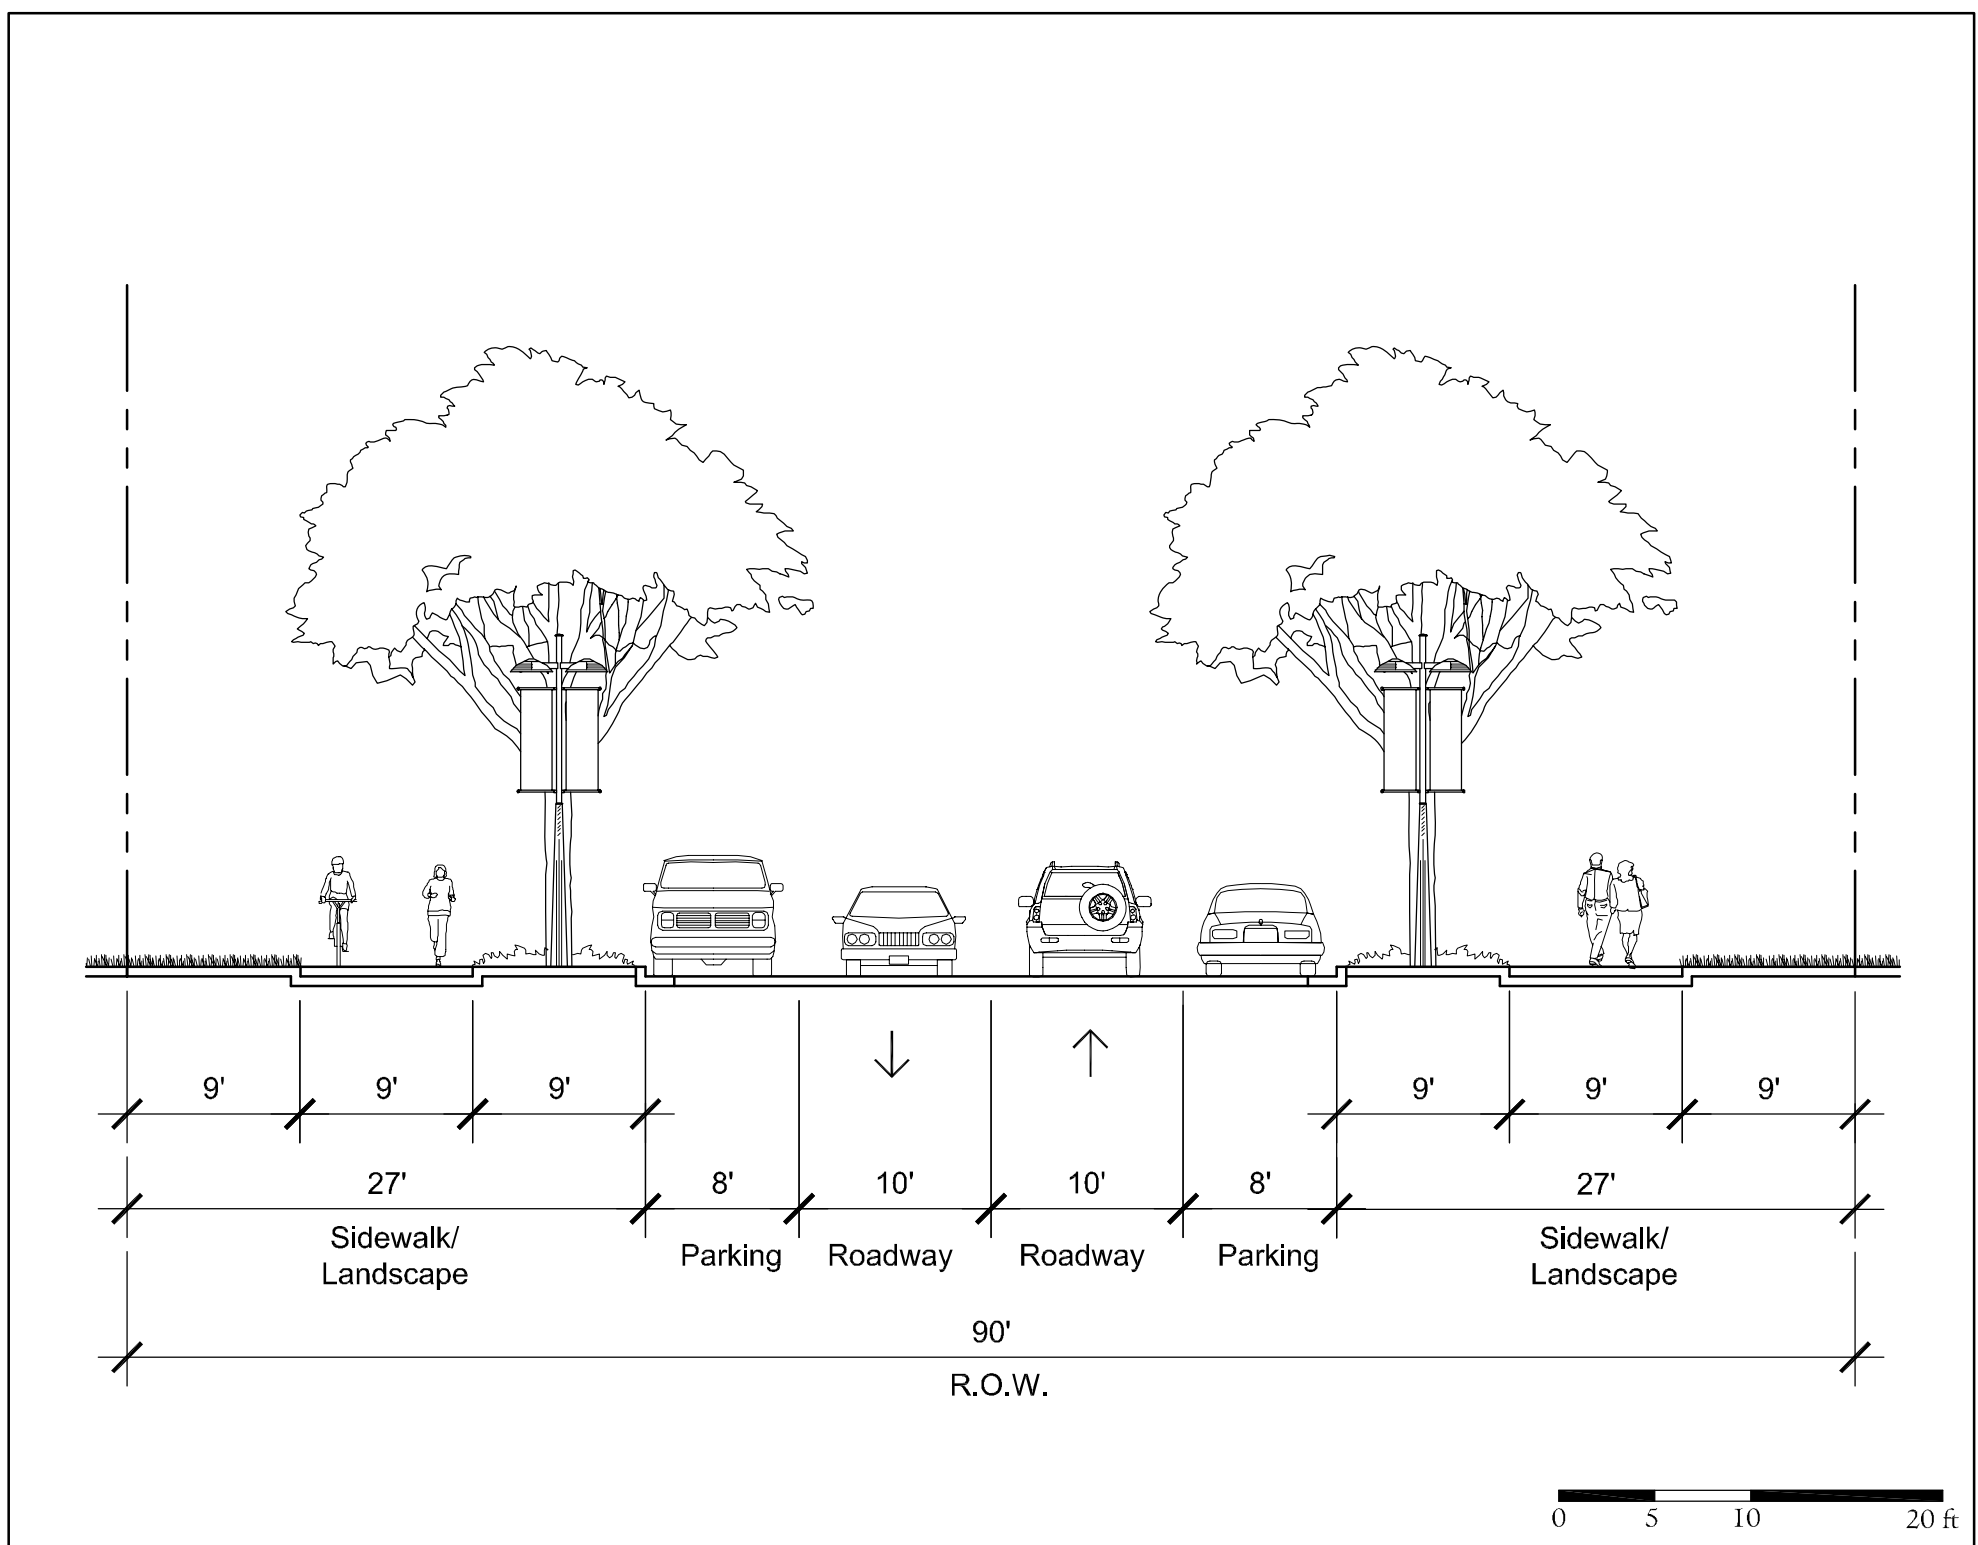 9' 9' 9' 9' 9' 9'
27' 8' 10' 10' 8' 27'
Sidewalk/
Landscape
Parking
Roadway
Roadway
Parking
Sidewalk/
Landscape
90'
R.O.W.
0 5 10 20 ft